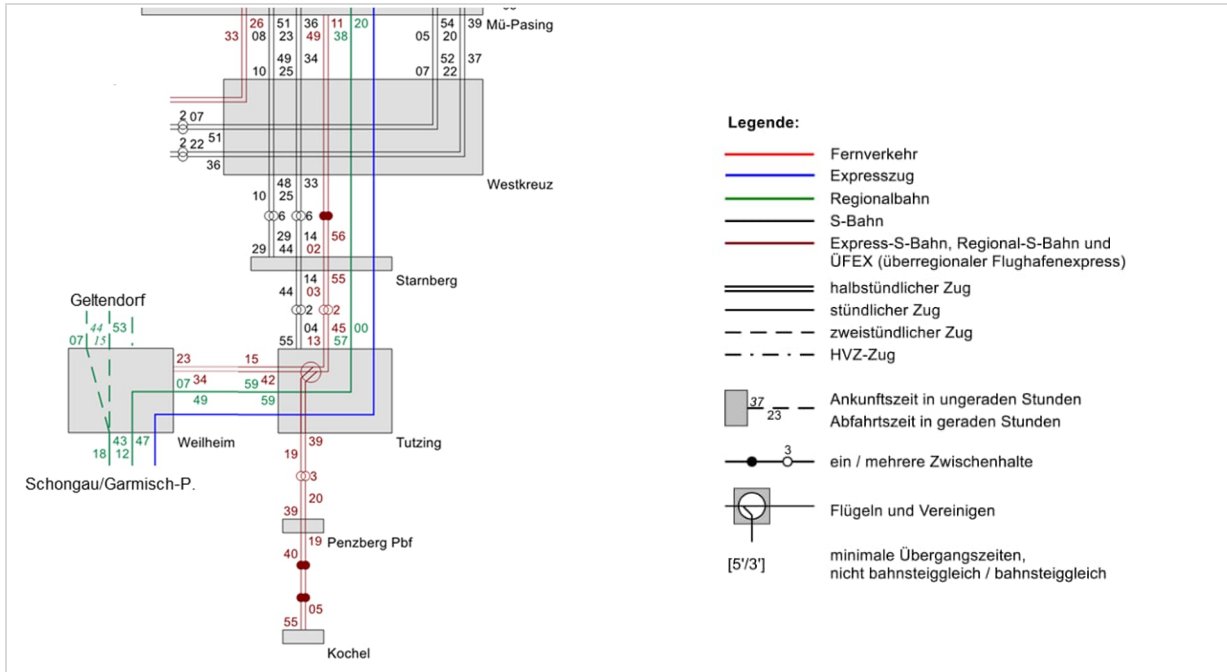 26 51 36 11 20 54 39
Mü-Pasing
33 08 23 49 38 05 20
49 34 52 37
10 25 07 22
2 07
51
2 22
36
Westkreuz
48 33
10 25
6 6
29 14 56
29 44 02
Starnberg
14 55
44 03
2 2
04 45 00
55 13 57
Geltendorf
44 53
07 15
23 15
07 34 59 42
49 59
Weilheim
Tutzing
43 47
18 12
Schongau/Garmisch-P.
39
19
3
20
39
Penzberg Pbf
19
40
05
55
Kochel
Legende:
Fernverkehr
Expresszug
Regionalbahn
S-Bahn
Express-S-Bahn, Regional-S-Bahn und
ÜFEX (überregionaler Flughafenexpress)
halbstündlicher Zug
stündlicher Zug
zweistündlicher Zug
HVZ-Zug
37
23
Ankunftszeit in ungeraden Stunden
Abfahrtszeit in geraden Stunden
3
ein / mehrere Zwischenhalte
Flügeln und Vereinigen
[5'/3']
minimale Übergangszeiten,
nicht bahnsteiggleich / bahnsteiggleich